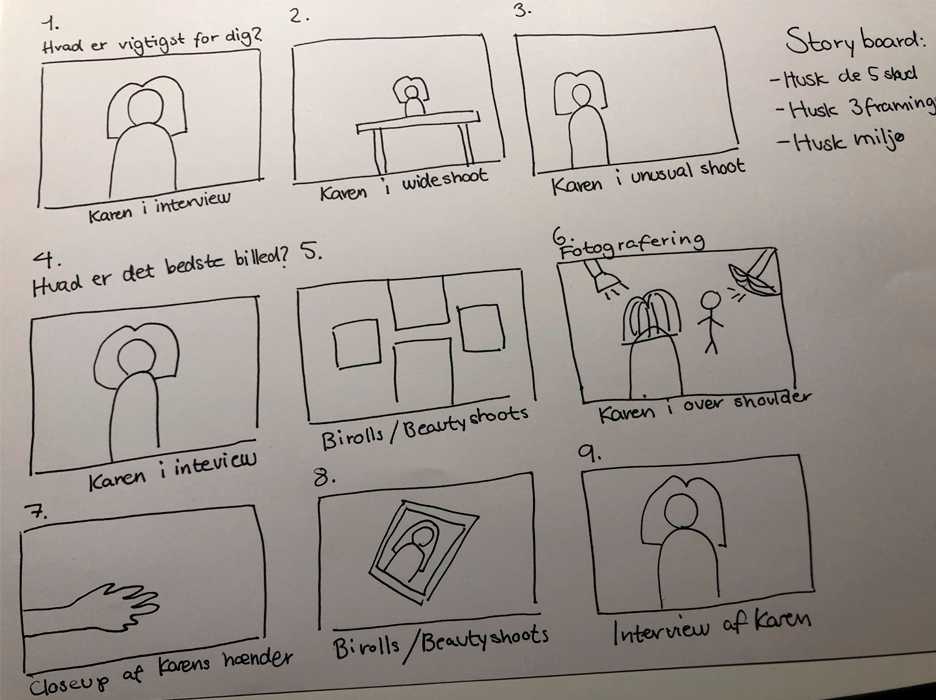 1.
Hvad er vigtigst for dig?
Karen i interview
2.
Karen i wideshoot
3.
Karen i unusual shoot
Story board:
- Husk de 5 skud
- Husk 3 framing
- Husk miljø
4.
Hvad er det bedste billed?
Karen i inteview
5.
Birolls / Beautyshoots
6.
Fotografering
Karen i over shoulder
7.
Closeup af Karens hænder
8.
Birolls / Beautyshoots
9.
Interview af Karen